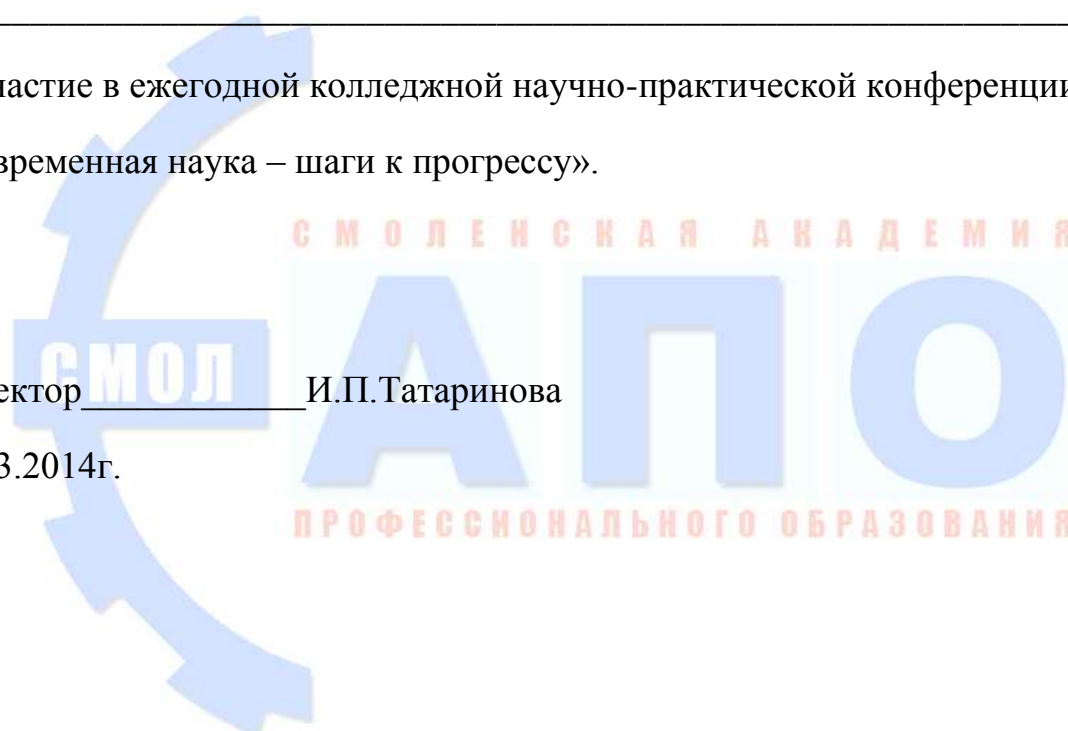 частие в ежегодной колледжной научно-практической конференции
временная наука – шаги к прогрессу».
СМОЛЕНСКАЯ АКАДЕМИЯ
АПО
СМОЛ
ектор____________И.П.Татаринова
3.2014г.
ПРОФЕССИОНАЛЬНОГО ОБРАЗОВАНИЯ